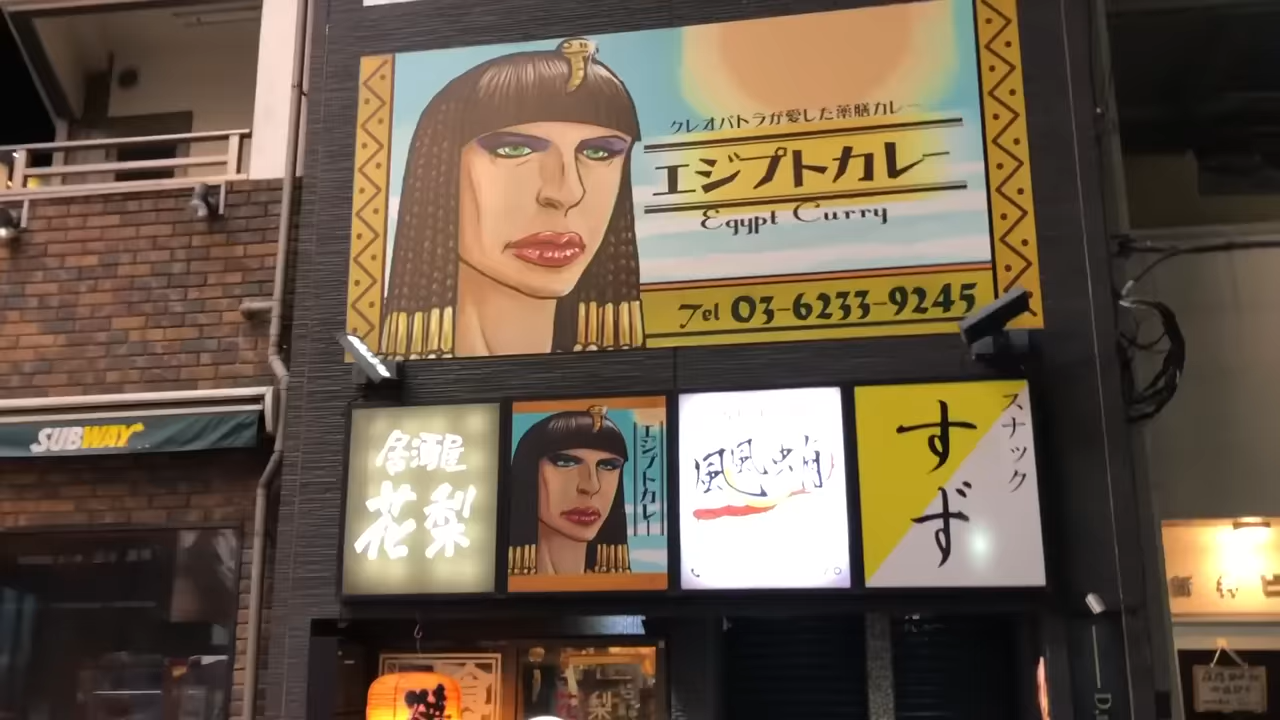 クレオパトラが愛した薬膳カレー
エジプトカレー
Egypt Curry
Tel 03-6233-9245
SUBWAY
居酒屋
花梨
エジプトカレー
スナック
すず